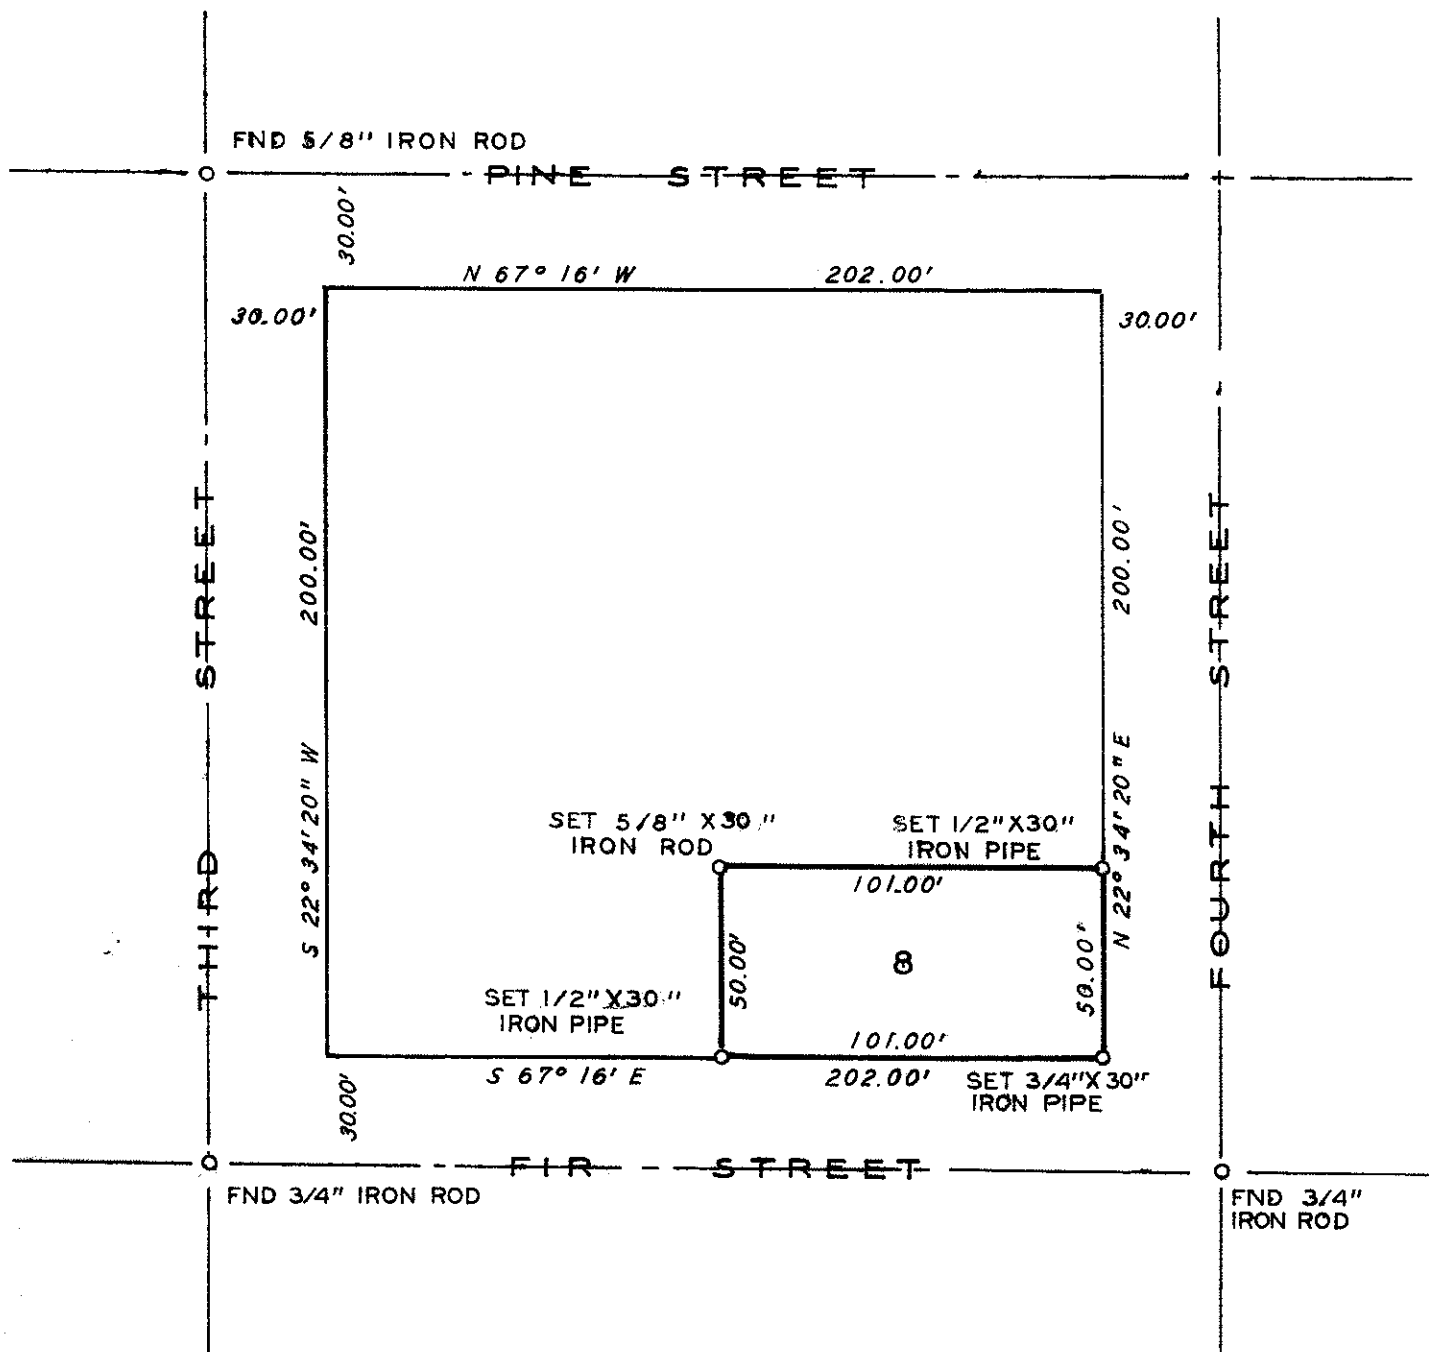 FND 5/8" IRON ROD
PINE STREET
30.00'
N 67° 16' W 202.00'
30.00'
30.00'
THIRD STREET
200.00'
S 22° 34' 20" W
200.00'
N 22° 34' 20" E
FOURTH STREET
SET 5/8" X 30"
IRON ROD
SET 1/2" X 30"
IRON PIPE
101.00'
50.00'
8
50.00'
SET 1/2" X 30"
IRON PIPE
101.00'
S 67° 16' E 202.00'
SET 3/4" X 30"
IRON PIPE
30.00'
FIR STREET
FND 3/4" IRON ROD
FND 3/4"
IRON ROD